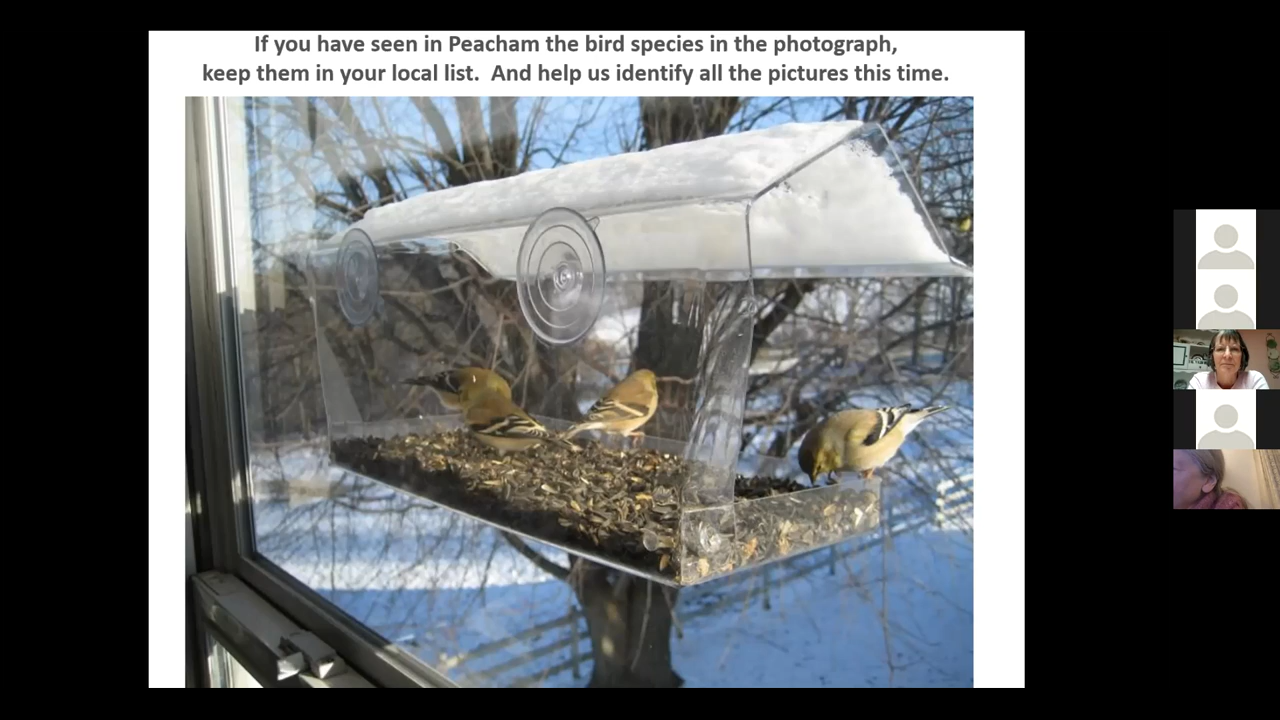 If you have seen in Peacham the bird species in the photograph,
keep them in your local list.  And help us identify all the pictures this time.